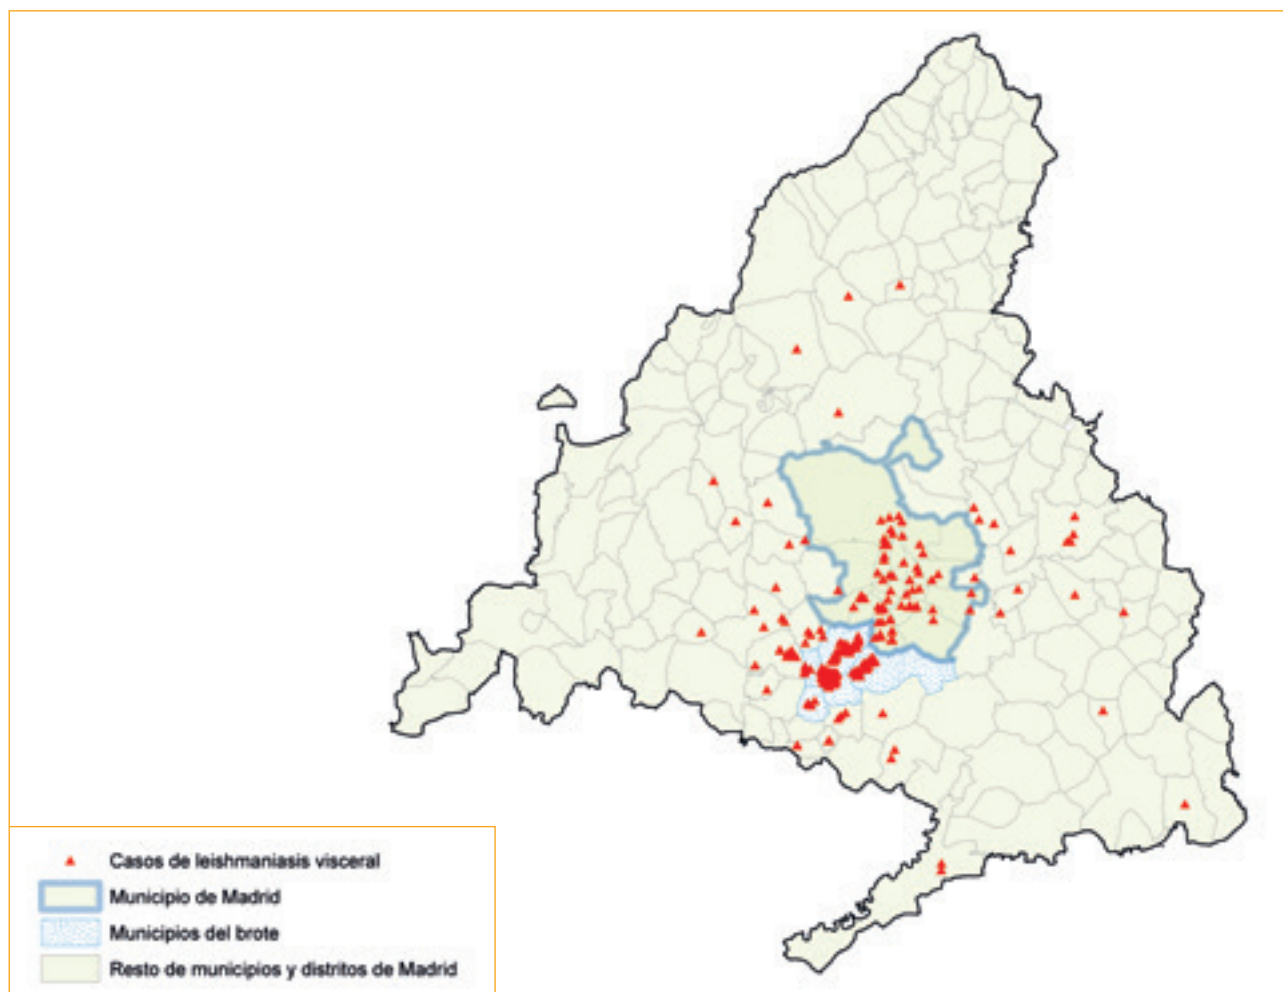 Casos de leishmaniasis visceral
Municipio de Madrid
Municipios del brote
Resto de municipios y distritos de Madrid